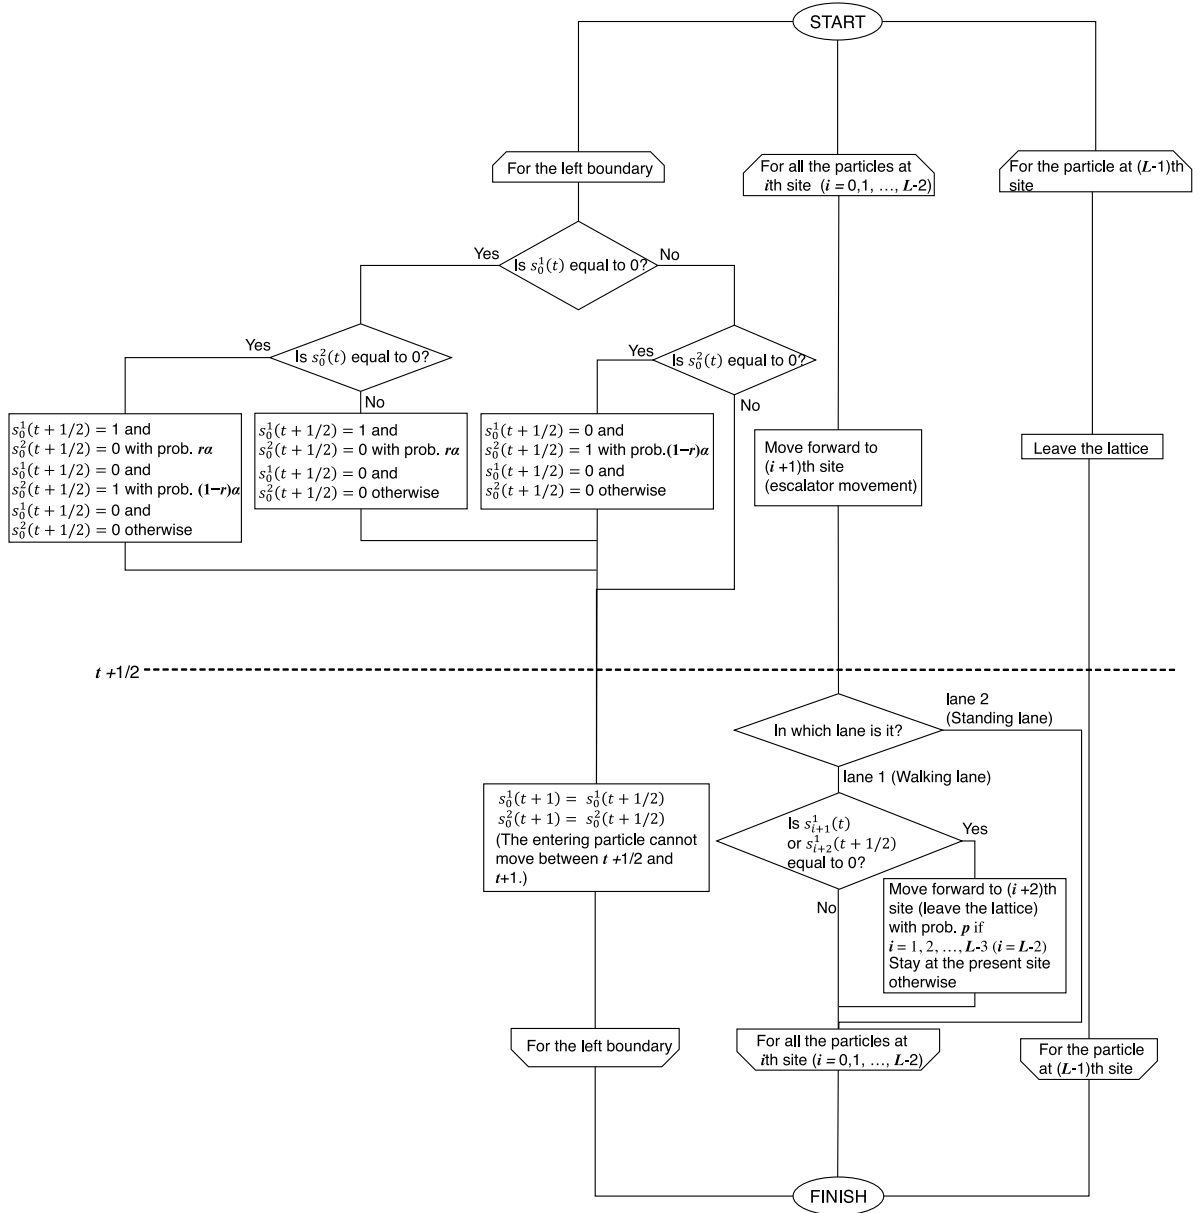 START
For the left boundary
For all the particles at
ith site (i = 0,1, …, L-2)
For the particle at (L-1)th
site
Is s_0^1(t) equal to 0?
Yes
No
Is s_0^2(t) equal to 0?
Yes
No
Is s_0^2(t) equal to 0?
Yes
No
s_0^1(t + 1/2) = 1 and
s_0^2(t + 1/2) = 0 with prob. rα
s_0^1(t + 1/2) = 0 and
s_0^2(t + 1/2) = 1 with prob. (1−r)α
s_0^1(t + 1/2) = 0 and
s_0^2(t + 1/2) = 0 otherwise
s_0^1(t + 1/2) = 1 and
s_0^2(t + 1/2) = 0 with prob. rα
s_0^1(t + 1/2) = 0 and
s_0^2(t + 1/2) = 0 otherwise
s_0^1(t + 1/2) = 0 and
s_0^2(t + 1/2) = 1 with prob.(1−r)α
s_0^1(t + 1/2) = 0 and
s_0^2(t + 1/2) = 0 otherwise
Move forward to
(i +1)th site
(escalator movement)
Leave the lattice
t +1/2
In which lane is it?
lane 2
(Standing lane)
lane 1 (Walking lane)
s_0^1(t + 1) = s_0^1(t + 1/2)
s_0^2(t + 1) = s_0^2(t + 1/2)
(The entering particle cannot
move between t +1/2 and
t+1.)
Is s_{i+1}^1(t)
or s_{i+2}^1(t + 1/2)
equal to 0?
Yes
No
Move forward to (i +2)th
site (leave the lattice)
with prob. p if
i = 1, 2, …, L-3 (i = L-2)
Stay at the present site
otherwise
For the left boundary
For all the particles at
ith site (i = 0,1, …, L-2)
For the particle
at (L-1)th site
FINISH